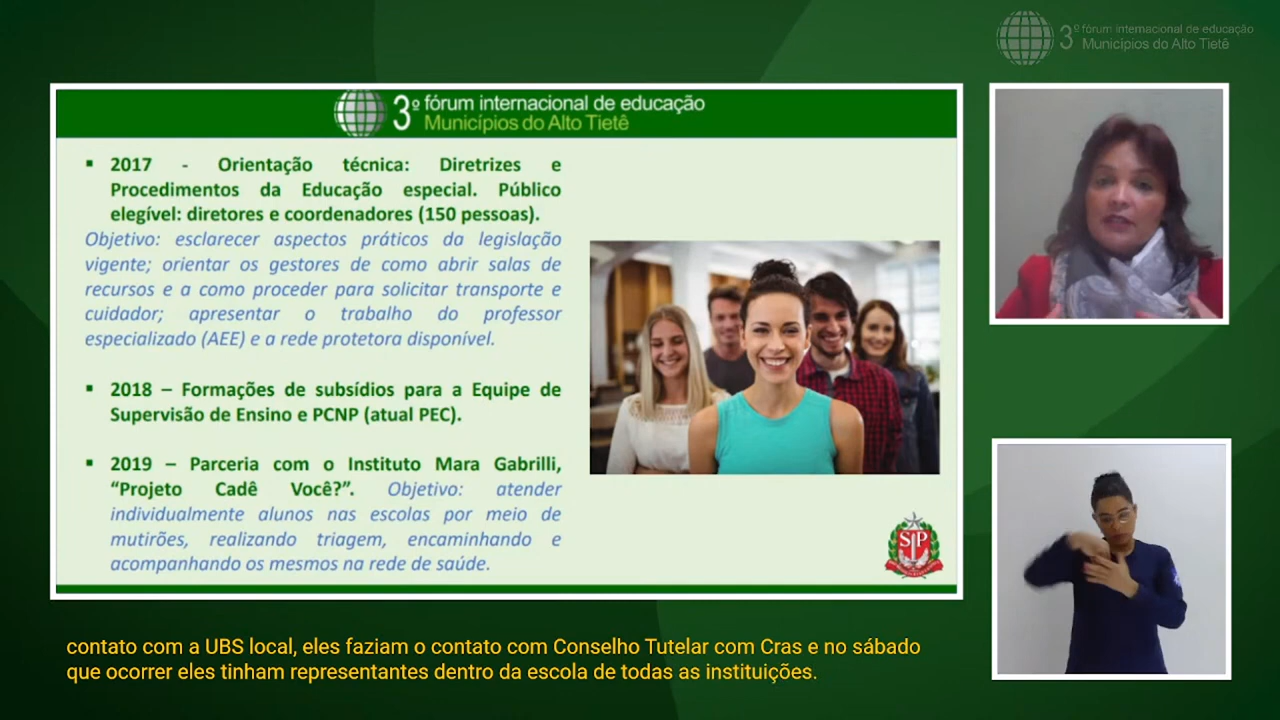 3º fórum internacional de educação
Municípios do Alto Tietê
3º fórum internacional de educação
Municípios do Alto Tietê
▪ 2017 - Orientação técnica: Diretrizes e
Procedimentos da Educação especial. Público
elegível: diretores e coordenadores (150 pessoas).
Objetivo: esclarecer aspectos práticos da legislação
vigente; orientar os gestores de como abrir salas de
recursos e a como proceder para solicitar transporte e
cuidador; apresentar o trabalho do professor
especializado (AEE) e a rede protetora disponível.
▪ 2018 – Formações de subsídios para a Equipe de
Supervisão de Ensino e PCNP (atual PEC).
▪ 2019 – Parceria com o Instituto Mara Gabrilli,
“Projeto Cadê Você?”. Objetivo: atender
individualmente alunos nas escolas por meio de
mutirões, realizando triagem, encaminhando e
acompanhando os mesmos na rede de saúde.
SP
contato com a UBS local, eles faziam o contato com Conselho Tutelar com Cras e no sábado
que ocorrer eles tinham representantes dentro da escola de todas as instituições.